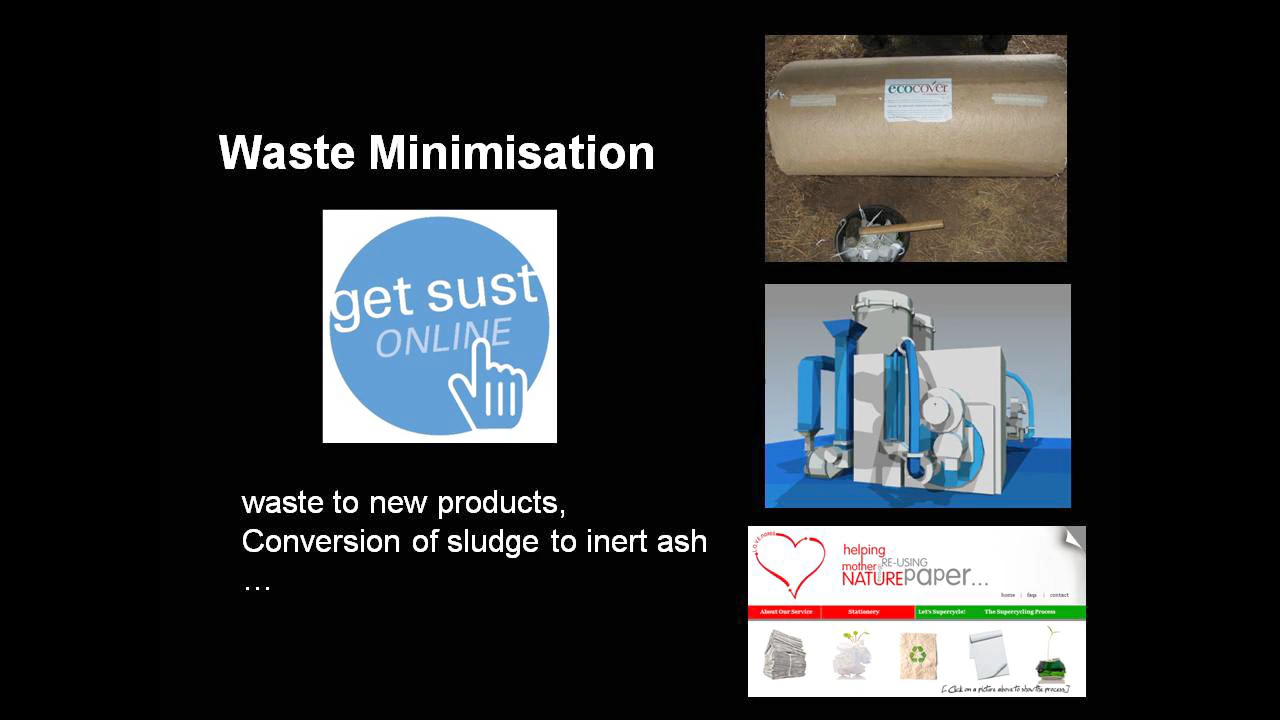 Waste Minimisation
get sust
ONLINE
waste to new products,
Conversion of sludge to inert ash
…
ecocover
LOVEnotes
helping
mother
NATURE
RE-USING
paper...
home | faqs | contact
About Our Service
Stationery
Let's Supercycle!
The Supercycling Process
[ Click on a picture above to show the process ]